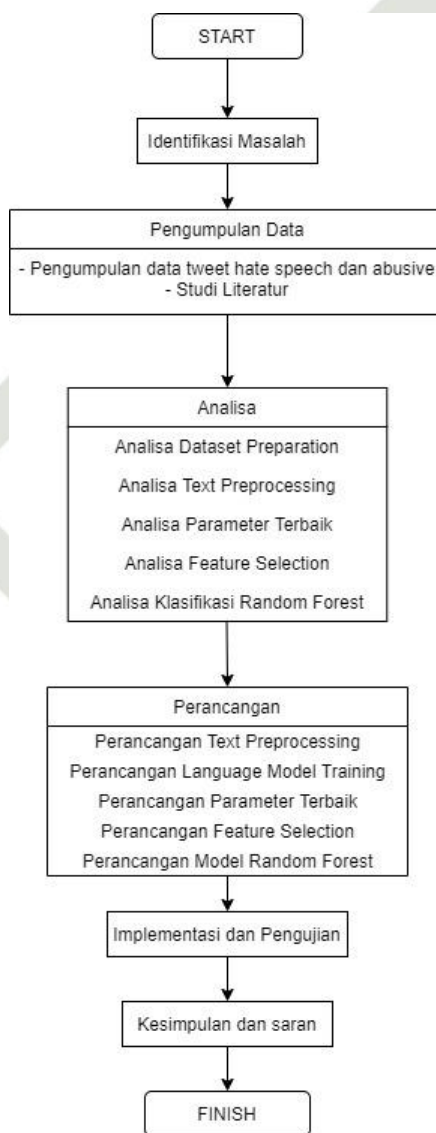 START
Identifikasi Masalah
Pengumpulan Data
- Pengumpulan data tweet hate speech dan abusive
- Studi Literatur
Analisa
Analisa Dataset Preparation
Analisa Text Preprocessing
Analisa Parameter Terbaik
Analisa Feature Selection
Analisa Klasifikasi Random Forest
Perancangan
Perancangan Text Preprocessing
Perancangan Language Model Training
Perancangan Parameter Terbaik
Perancangan Feature Selection
Perancangan Model Random Forest
Implementasi dan Pengujian
Kesimpulan dan saran
FINISH